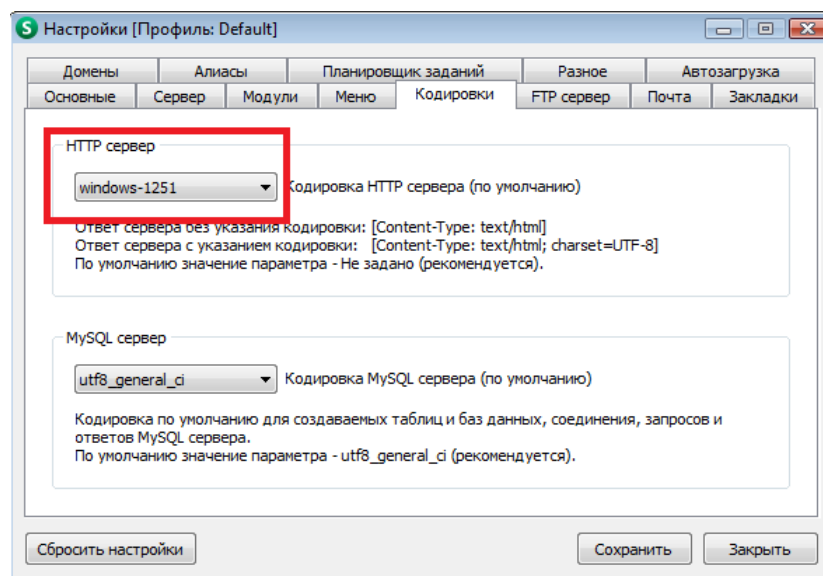 S Настройки [Профиль: Default]
Домены Алиасы Планировщик заданий Разное Автозагрузка
Основные Сервер Модули Меню Кодировки FTP сервер Почта Закладки
HTTP сервер
windows-1251 Кодировка HTTP сервера (по умолчанию)
Ответ сервера без указания кодировки: [Content-Type: text/html]
Ответ сервера с указанием кодировки: [Content-Type: text/html; charset=UTF-8]
По умолчанию значение параметра - Не задано (рекомендуется).
MySQL сервер
utf8_general_ci Кодировка MySQL сервера (по умолчанию)
Кодировка по умолчанию для создаваемых таблиц и баз данных, соединения, запросов и
ответов MySQL сервера.
По умолчанию значение параметра - utf8_general_ci (рекомендуется).
Сбросить настройки Сохранить Закрыть